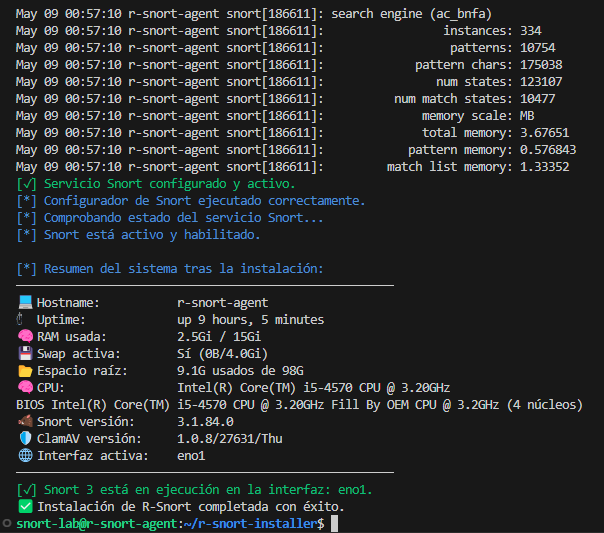 May 09 00:57:10 r-snort-agent snort[186611]: search engine (ac_bnfa)
May 09 00:57:10 r-snort-agent snort[186611]:                 instances: 334
May 09 00:57:10 r-snort-agent snort[186611]:                  patterns: 10754
May 09 00:57:10 r-snort-agent snort[186611]:             pattern chars: 175038
May 09 00:57:10 r-snort-agent snort[186611]:                num states: 123107
May 09 00:57:10 r-snort-agent snort[186611]:          num match states: 10477
May 09 00:57:10 r-snort-agent snort[186611]:              memory scale: MB
May 09 00:57:10 r-snort-agent snort[186611]:              total memory: 3.67651
May 09 00:57:10 r-snort-agent snort[186611]:            pattern memory: 0.576843
May 09 00:57:10 r-snort-agent snort[186611]:         match list memory: 1.33352
[✓] Servicio Snort configurado y activo.
[*] Configurador de Snort ejecutado correctamente.
[*] Comprobando estado del servicio Snort...
[*] Snort está activo y habilitado.
[*] Resumen del sistema tras la instalación:
Hostname: r-snort-agent
Uptime: up 9 hours, 5 minutes
RAM usada: 2.5Gi / 15Gi
Swap activa: Sí (0B/4.0Gi)
Espacio raíz: 9.1G usados de 98G
CPU: Intel(R) Core(TM) i5-4570 CPU @ 3.20GHz
BIOS Intel(R) Core(TM) i5-4570 CPU @ 3.20GHz Fill By OEM CPU @ 3.2GHz (4 núcleos)
Snort versión: 3.1.84.0
ClamAV versión: 1.0.8/27631/Thu
Interfaz activa: eno1
[✓] Snort 3 está en ejecución en la interfaz: eno1.
✅ Instalación de R-Snort completada con éxito.
snort-lab@r-snort-agent:~/r-snort-installer$